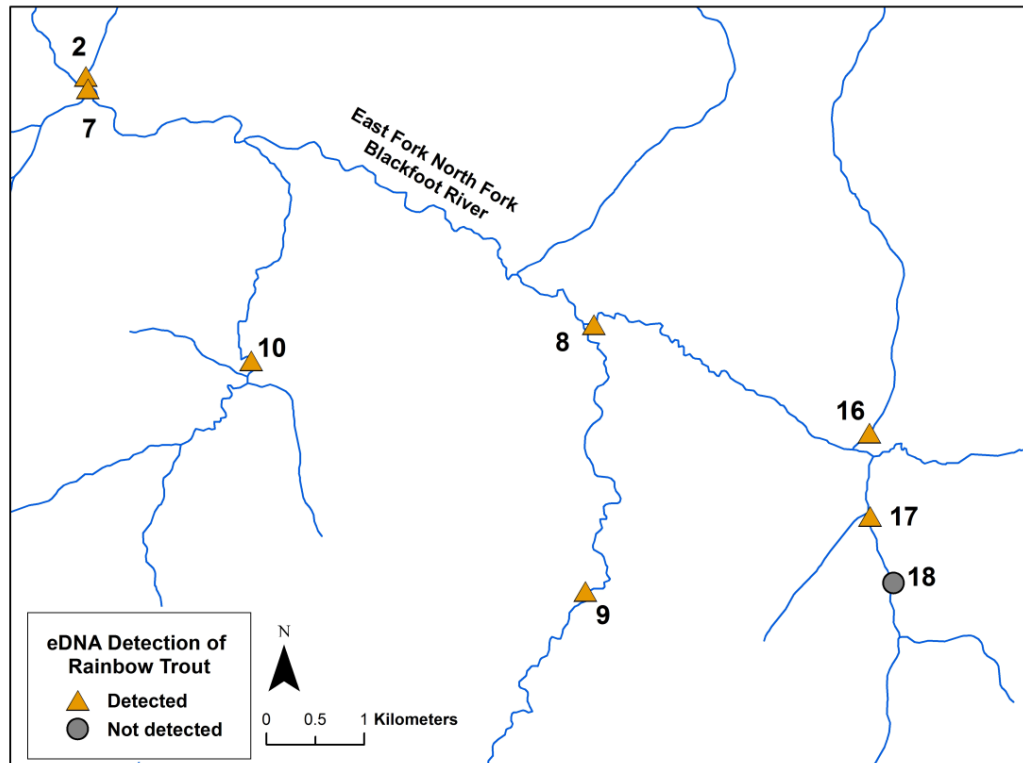 2
7
East Fork North Fork
Blackfoot River
10
8
16
17
18
9
eDNA Detection of
Rainbow Trout
Detected
Not detected
N
0 0.5 1 Kilometers